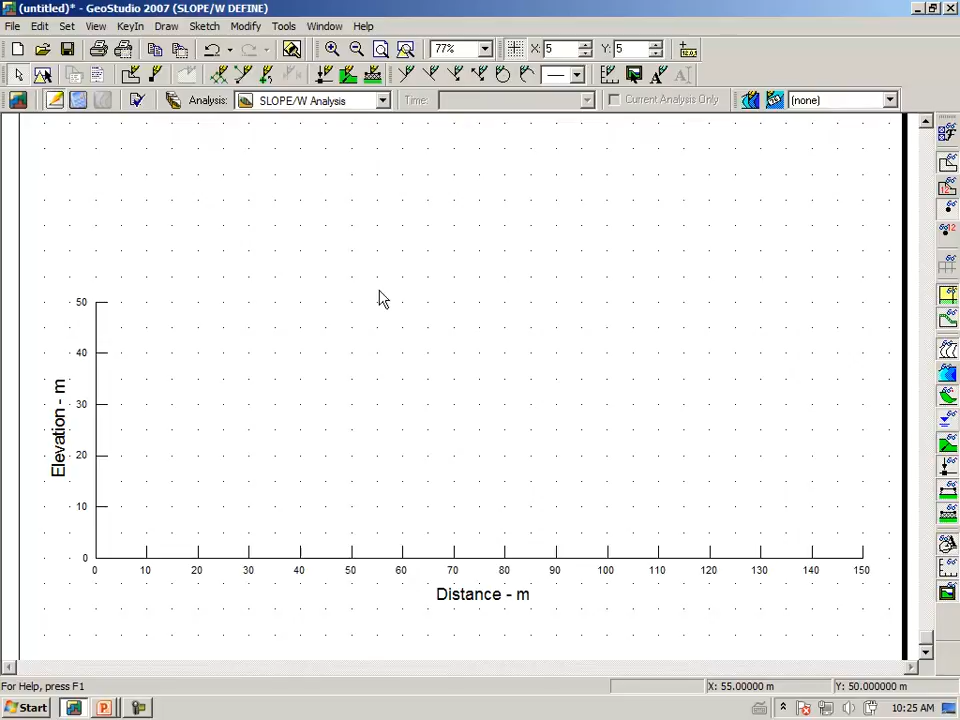 (untitled)* - GeoStudio 2007 (SLOPE/W DEFINE)
File Edit Set View KeyIn Draw Sketch Modify Tools Window Help
77% X: 5 Y: 5
Analysis: SLOPE/W Analysis Time: Current Analysis Only (none)
50
40
30
20
10
0
Elevation - m
0 10 20 30 40 50 60 70 80 90 100 110 120 130 140 150
Distance - m
For Help, press F1 X: 55.00000 m Y: 50.000000 m
Start 10:25 AM